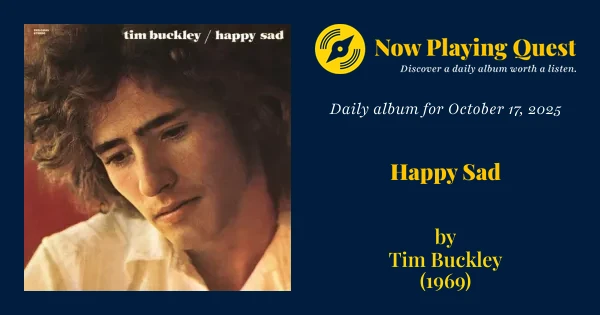 tim buckley / happy sad
Now Playing Quest
Discover a daily album worth a listen.
Daily album for October 17, 2025
Happy Sad
by
Tim Buckley
(1969)